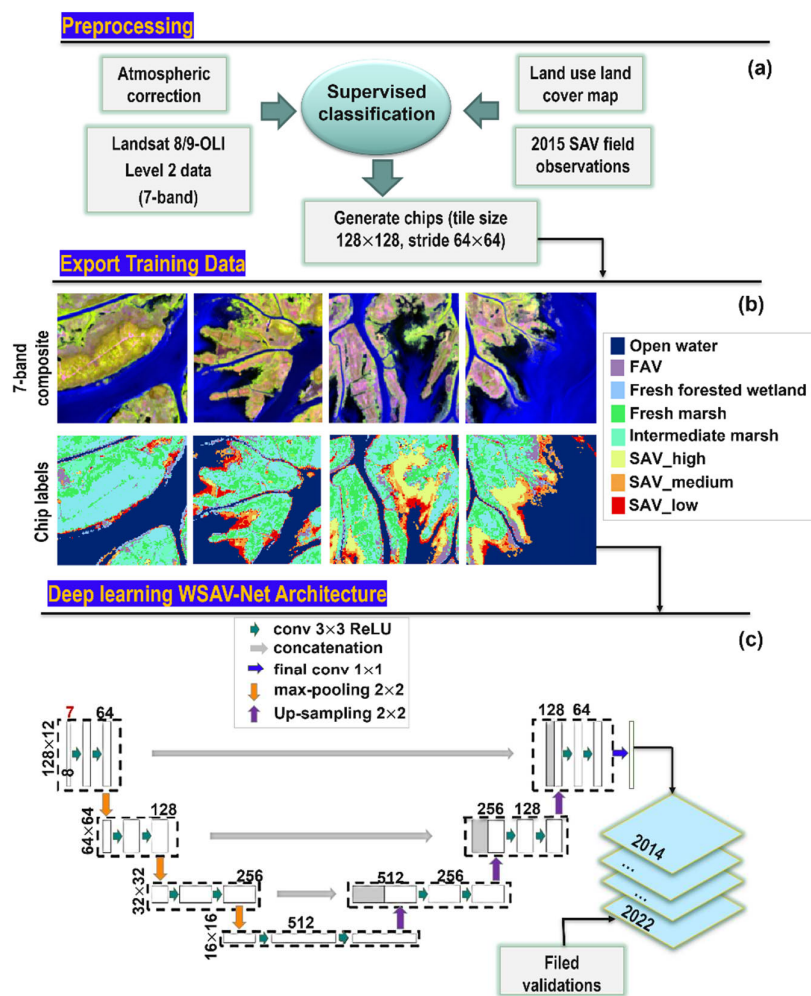 Preprocessing
(a)
Atmospheric
correction
Landsat 8/9-OLI
Level 2 data
(7-band)
Supervised
classification
Land use land
cover map
2015 SAV field
observations
Generate chips (tile size
128×128, stride 64×64)
Export Training Data
(b)
7-band
composite
Chip labels
Open water
FAV
Fresh forested wetland
Fresh marsh
Intermediate marsh
SAV_high
SAV_medium
SAV_low
Deep learning WSAV-Net Architecture
(c)
conv 3×3 ReLU
concatenation
final conv 1×1
max-pooling 2×2
Up-sampling 2×2
7
64
128×12
8
128
64×64
256
32×32
512
16×16
512
256
256
128
128
64
2014
...
...
2022
Filed
validations